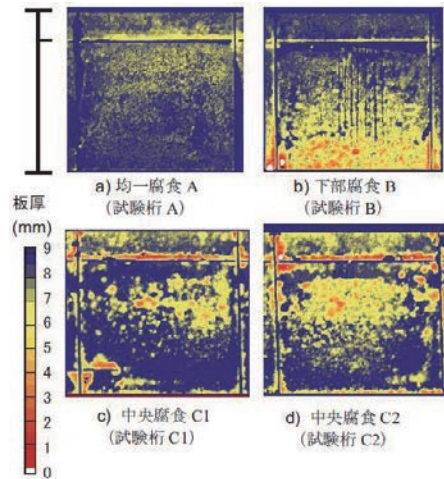 a) 均一腐食 A
（試験桁 A）
b) 下部腐食 B
（試験桁 B）
板厚
(mm)
9
8
7
6
5
4
3
2
1
0
c) 中央腐食 C1
（試験桁 C1）
d) 中央腐食 C2
（試験桁 C2）